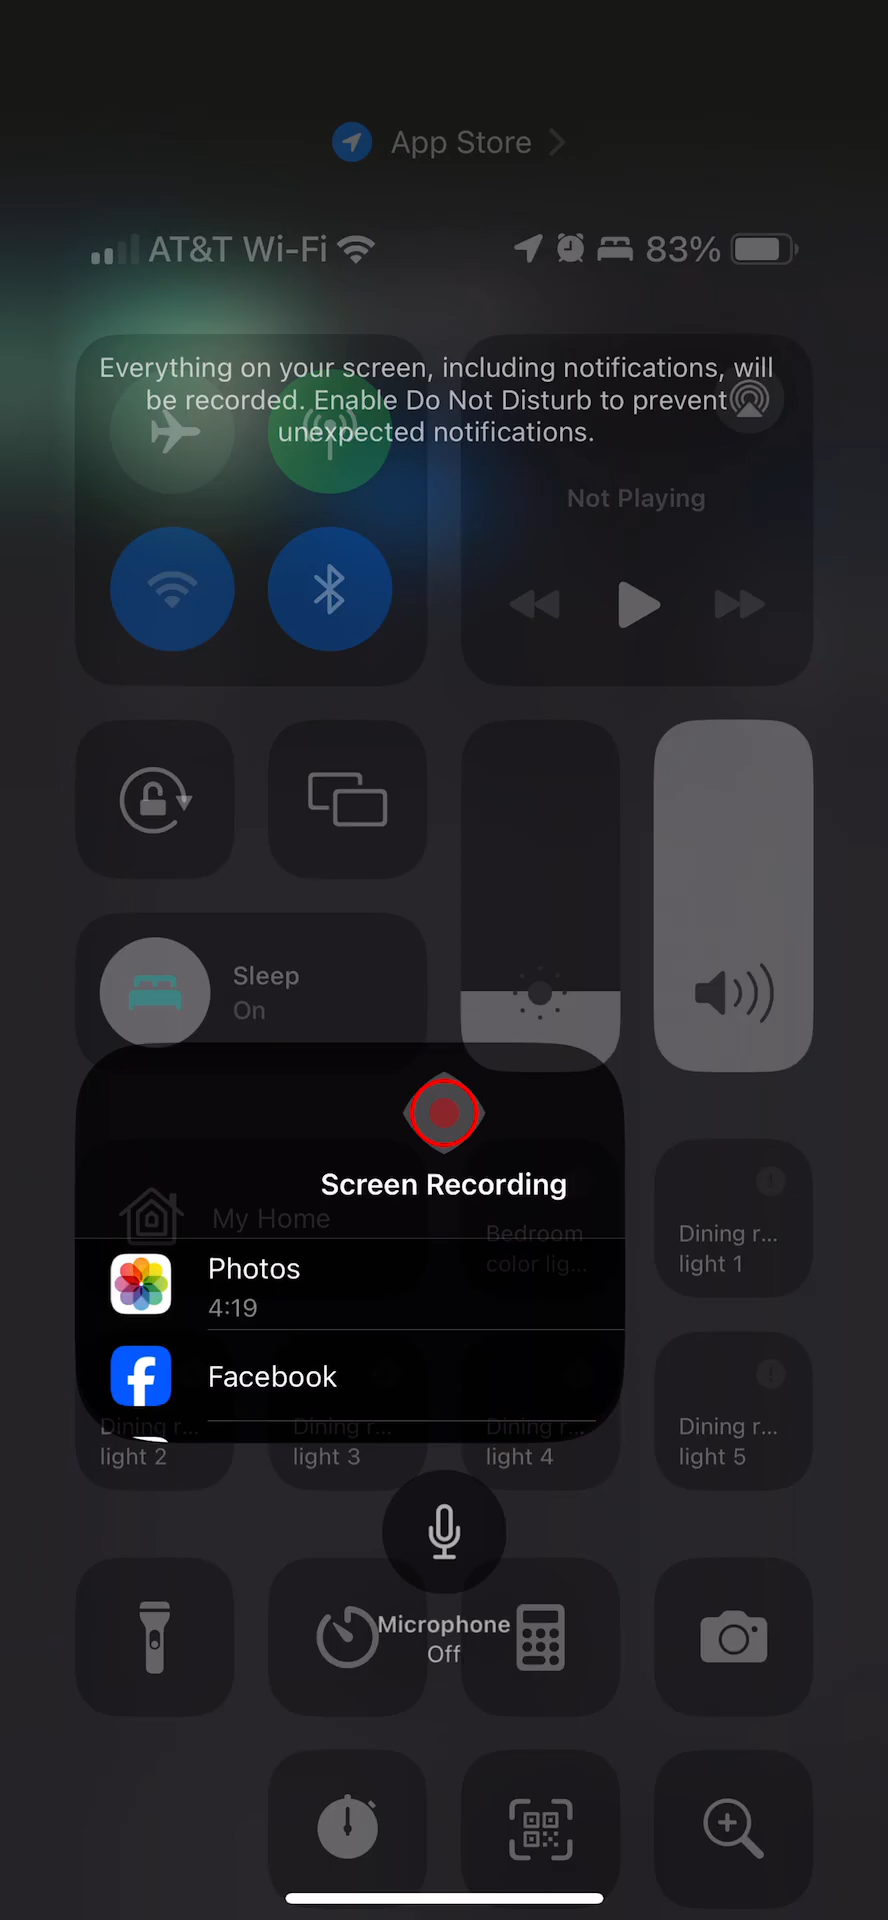 App Store
AT&T Wi-Fi 83%
Everything on your screen, including notifications, will
be recorded. Enable Do Not Disturb to prevent
unexpected notifications.
Not Playing
Sleep
On
Screen Recording
My Home
Bedroom
color lig...
Dining r...
light 1
Photos
4:19
Facebook
Dining r...
light 2
Dining r...
light 3
Dining r...
light 4
Dining r...
light 5
Microphone
Off